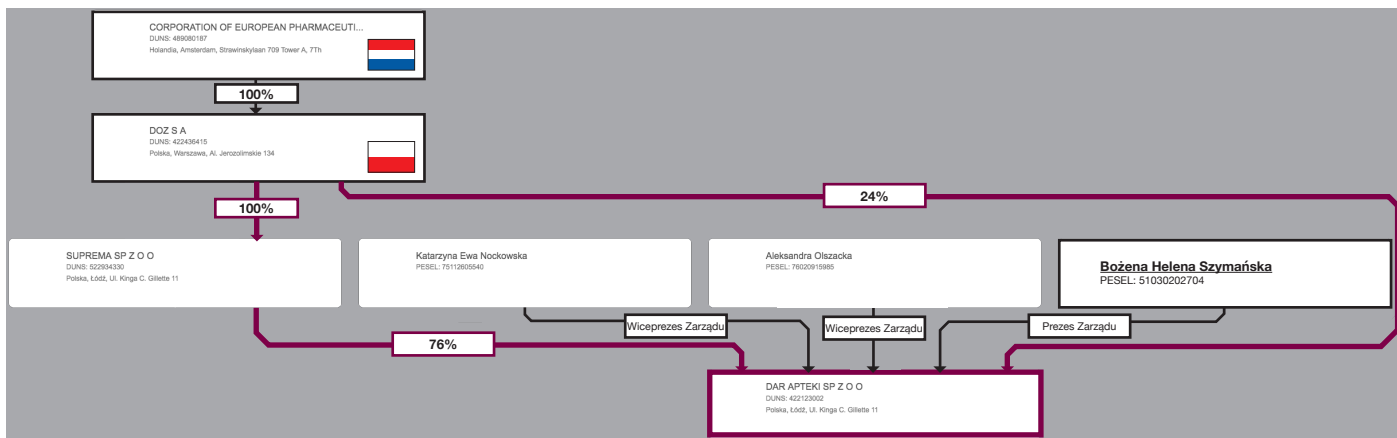 CORPORATION OF EUROPEAN PHARMACEUTI...
DUNS: 489080187
Holandia, Amsterdam, Strawinskylaan 709 Tower A, 7Th
100%
DOZ S A
DUNS: 422436415
Polska, Warszawa, Al. Jerozolimskie 134
100%
24%
SUPREMA SP Z O O
DUNS: 522934330
Polska, Łódź, Ul. Kinga C. Gillette 11
Katarzyna Ewa Nockowska
PESEL: 75112605540
Aleksandra Olszacka
PESEL: 76020915985
Bożena Helena Szymańska
PESEL: 51030202704
76%
Wiceprezes Zarządu
Wiceprezes Zarządu
Prezes Zarządu
DAR APTEKI SP Z O O
DUNS: 422123002
Polska, Łódź, Ul. Kinga C. Gillette 11